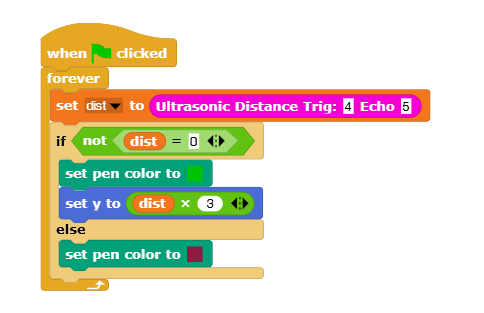 when clicked
forever
set dist to Ultrasonic Distance Trig: 4 Echo 5
if not dist = 0
set pen color to
set y to dist × 3
else
set pen color to